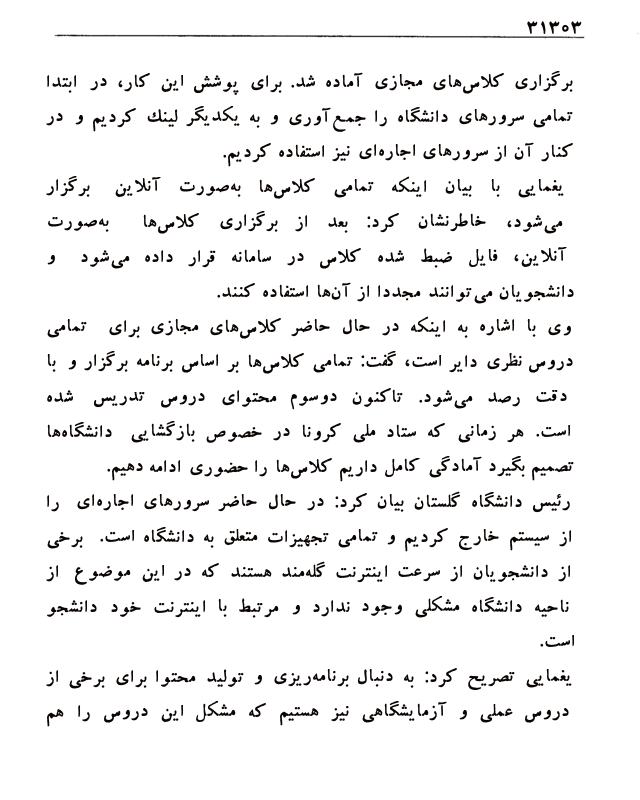 ۳۱۳۰۳
برگزاری کلاس‌های مجازی آماده شد. برای پوشش این کار، در ابتدا
تمامی سرورهای دانشگاه را جمع‌آوری و به یکدیگر لینک کردیم و در
کنار آن از سرورهای اجاره‌ای نیز استفاده کردیم.
یغمایی با بیان اینکه تمامی کلاس‌ها به‌صورت آنلاین برگزار
می‌شود، خاطرنشان کرد: بعد از برگزاری کلاس‌ها به‌صورت
آنلاین، فایل ضبط شده کلاس در سامانه قرار داده می‌شود و
دانشجویان می‌توانند مجددا از آن‌ها استفاده کنند.
وی با اشاره به اینکه در حال حاضر کلاس‌های مجازی برای تمامی
دروس نظری دایر است، گفت: تمامی کلاس‌ها بر اساس برنامه برگزار و با
دقت رصد می‌شود. تاکنون دوسوم محتوای دروس تدریس شده
است. هر زمانی که ستاد ملی کرونا در خصوص بازگشایی دانشگاه‌ها
تصمیم بگیرد آمادگی کامل داریم کلاس‌ها را حضوری ادامه دهیم.
رئیس دانشگاه گلستان بیان کرد: در حال حاضر سرورهای اجاره‌ای را
از سیستم خارج کردیم و تمامی تجهیزات متعلق به دانشگاه است. برخی
از دانشجویان از سرعت اینترنت گله‌مند هستند که در این موضوع از
ناحیه دانشگاه مشکلی وجود ندارد و مرتبط با اینترنت خود دانشجو
است.
یغمایی تصریح کرد: به دنبال برنامه‌ریزی و تولید محتوا برای برخی از
دروس عملی و آزمایشگاهی نیز هستیم که مشکل این دروس را هم